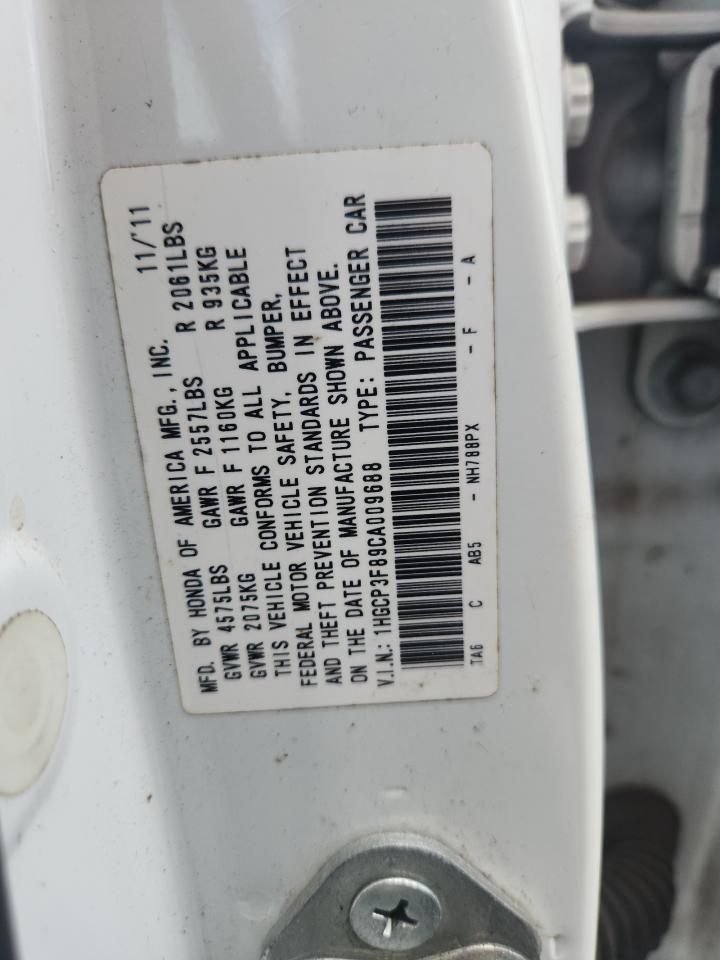 MFD. BY HONDA OF AMERICA MFG., INC. 11/'11
GVWR 4575LBS GAWR F 2557LBS R 2061LBS
GVWR 2075KG GAWR F 1160KG R 935KG
THIS VEHICLE CONFORMS TO ALL APPLICABLE
FEDERAL MOTOR VEHICLE SAFETY, BUMPER,
AND THEFT PREVENTION STANDARDS IN EFFECT
ON THE DATE OF MANUFACTURE SHOWN ABOVE.
V.I.N.: 1HGCP3F89CA009688 TYPE: PASSENGER CAR
TA6 C AB5 - NH788PX - F - A